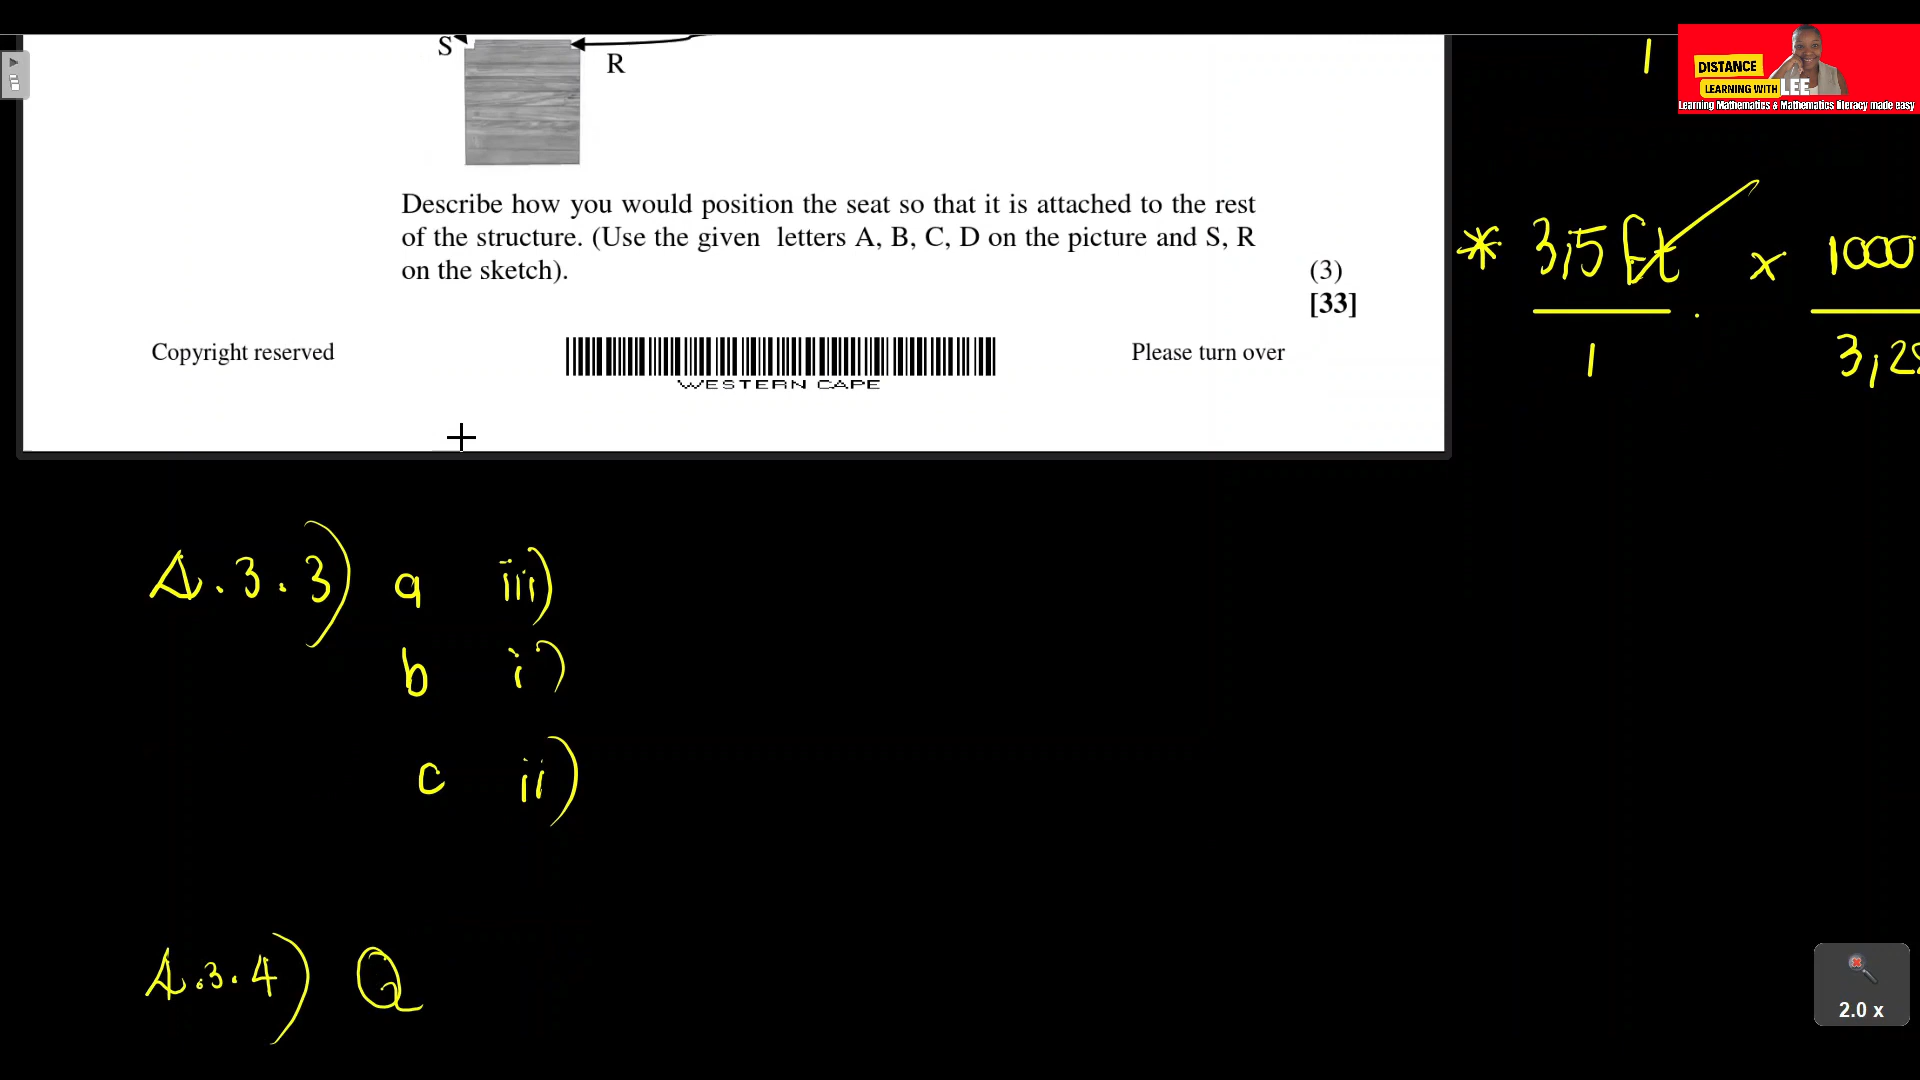 S
R
Describe how you would position the seat so that it is attached to the rest
of the structure. (Use the given letters A, B, C, D on the picture and S, R
on the sketch). (3)
[33]
Copyright reserved
WESTERN CAPE
Please turn over
1
DISTANCE
LEARNING WITH LEE
Learning Mathematics & Mathematics literacy made easy
* 3,5 ft x 1000
1 3,28
4.3.3) a iii)
b i)
c ii)
4.3.4) Q
2.0 x